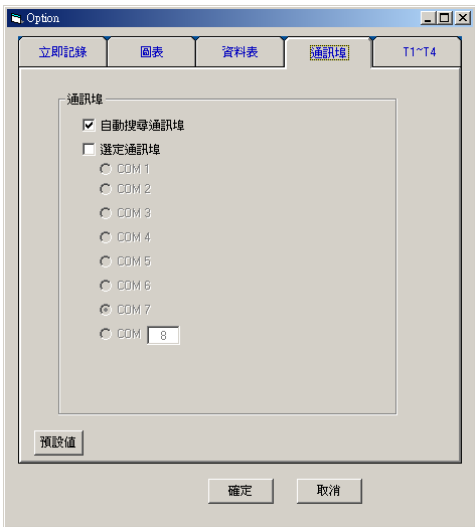 Option
立即記錄 圖表 資料表 通訊埠 T1~T4
通訊埠
自動搜尋通訊埠
選定通訊埠
COM 1
COM 2
COM 3
COM 4
COM 5
COM 6
COM 7
COM 8
預設值
確定 取消